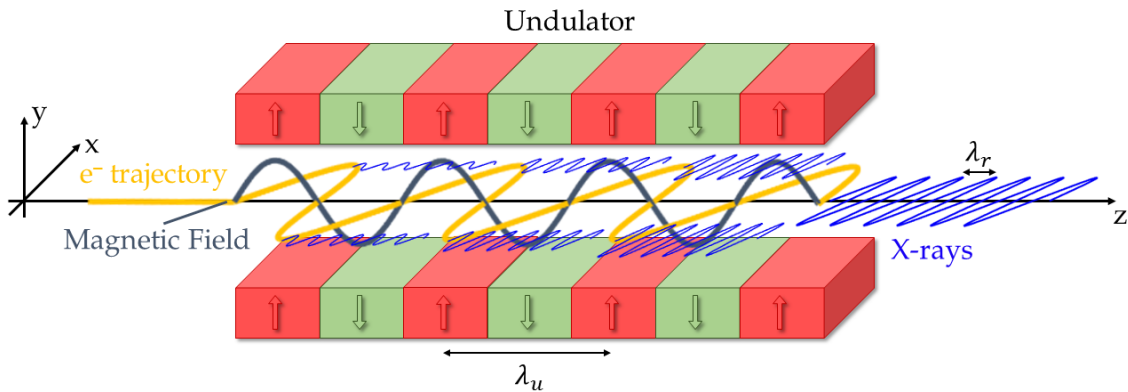 Undulator
y
x
e⁻ trajectory
Magnetic Field
λᵣ
z
X-rays
λᵤ